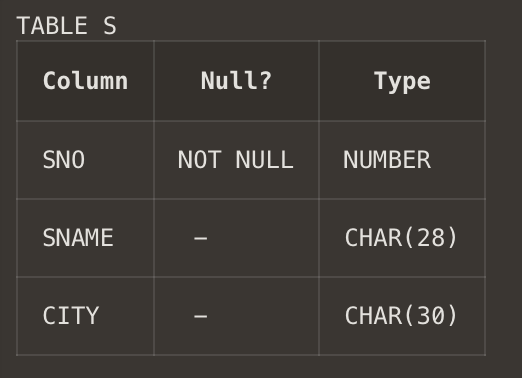 TABLE S
Column Null? Type
SNO NOT NULL NUMBER
SNAME – CHAR(28)
CITY – CHAR(30)